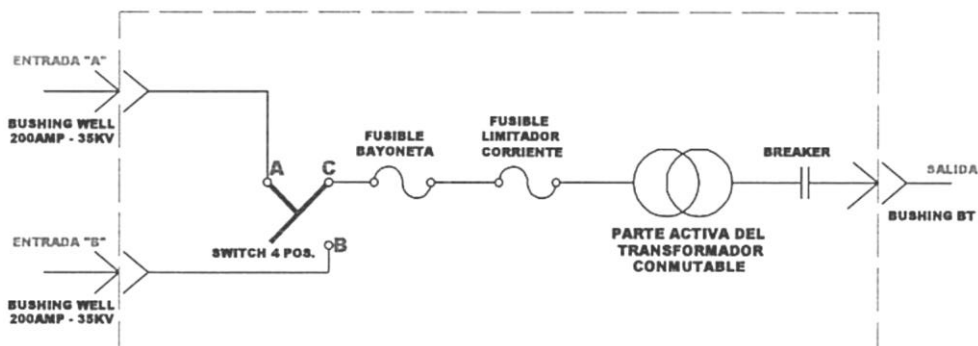 ENTRADA "A"
BUSHING WELL
200AMP - 35KV
A
C
FUSIBLE
BAYONETA
FUSIBLE
LIMITADOR
CORRIENTE
BREAKER
SALIDA
BUSHING BT
PARTE ACTIVA DEL
TRANSFORMADOR
CONMUTABLE
SWITCH 4 POS.
B
ENTRADA "B"
BUSHING WELL
200AMP - 35KV